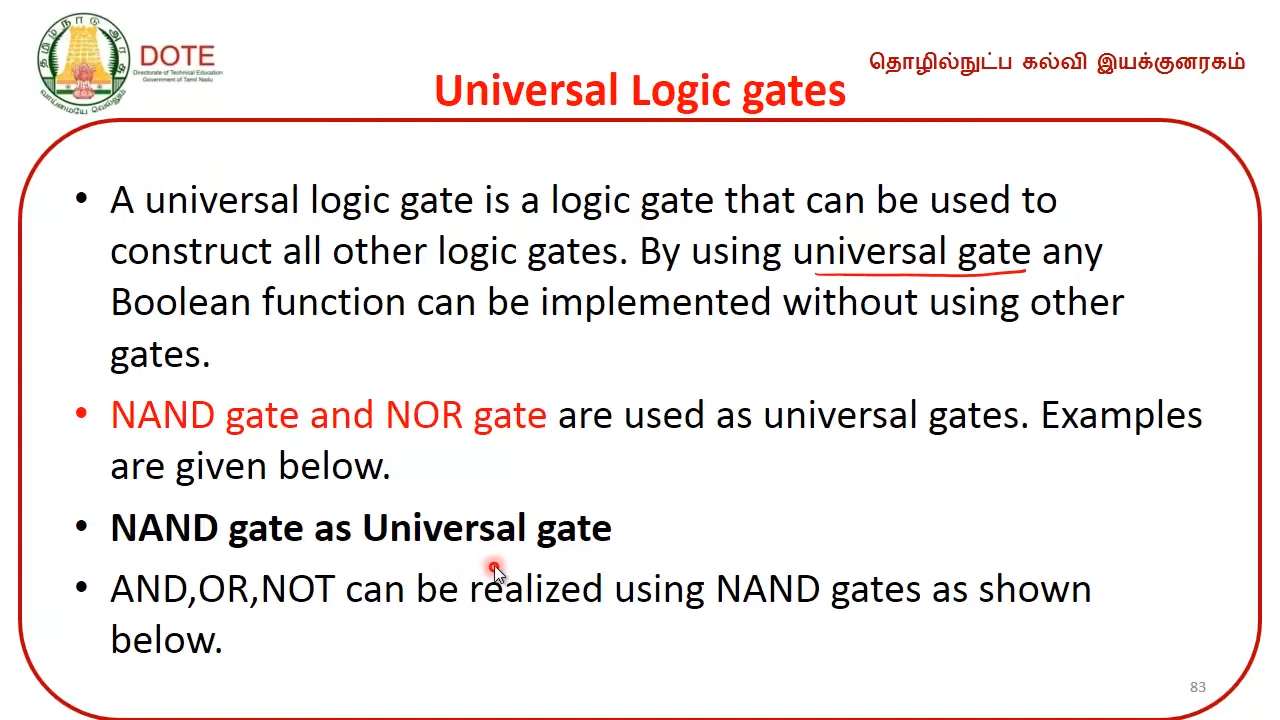 தமிழ்நாடு அரசு
வாய்மையே வெல்லும்
DOTE
Directorate of Technical Education
Government of Tamil Nadu
தொழில்நுட்ப கல்வி இயக்குனரகம்
Universal Logic gates
• A universal logic gate is a logic gate that can be used to
construct all other logic gates. By using universal gate any
Boolean function can be implemented without using other
gates.
• NAND gate and NOR gate are used as universal gates. Examples
are given below.
• NAND gate as Universal gate
• AND,OR,NOT can be realized using NAND gates as shown
below.
83